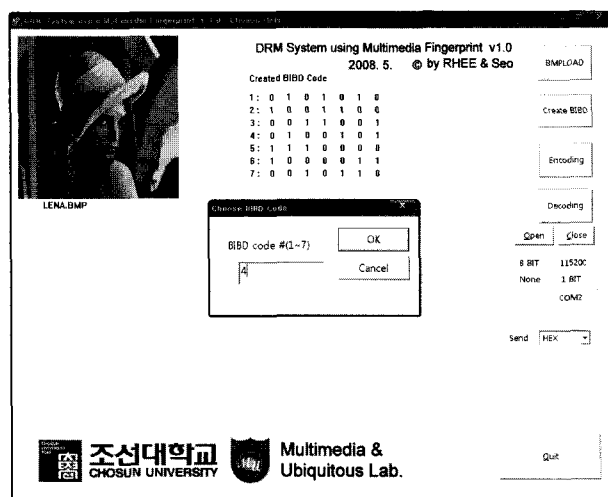 DRM System using Multimedia Fingerprint v1.0
2008. 5. © by RHEE & Seo
Created BIBD Code
1 : 0 1 0 1 0 1 0
2 : 1 0 0 1 1 0 0
3 : 0 0 1 1 0 0 1
4 : 0 1 0 0 1 0 1
5 : 1 1 1 0 0 0 0
6 : 1 0 0 0 0 1 1
7 : 0 0 1 0 1 1 0
LENA.BMP
BMPLOAD
Create BIBD
Encoding
Decoding
Open Close
8 BIT 115200
None 1 BIT
COM2
Send HEX
Choose BIBD Code
BIBD code #(1~7)
4
OK
Cancel
조선대학교
CHOSUN UNIVERSITY
Multimedia &
Ubiquitous Lab.
Quit